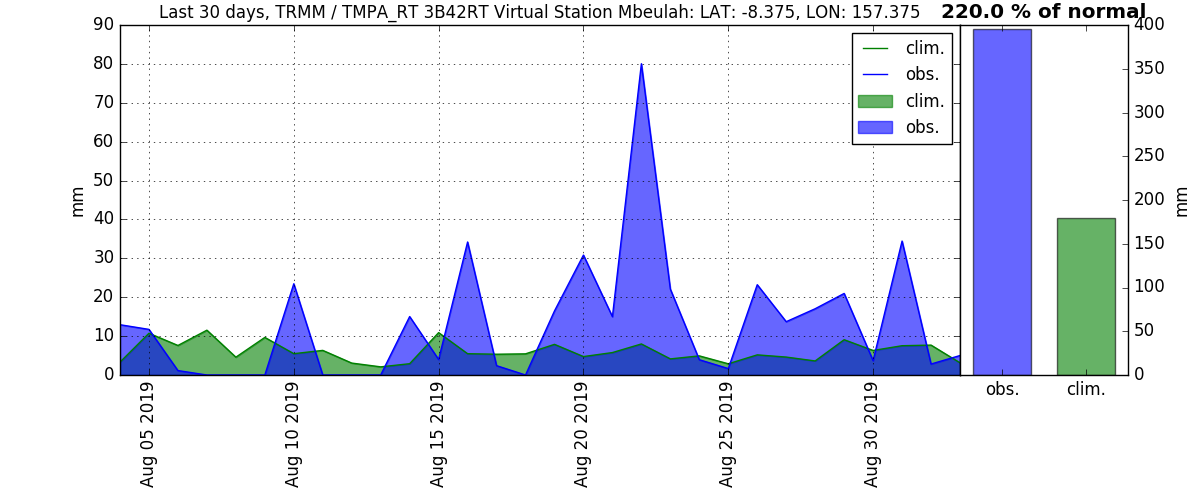 Last 30 days, TRMM / TMPA_RT 3B42RT Virtual Station Mbeulah: LAT: -8.375, LON: 157.375
220.0 % of normal
90
80
70
60
50
40
30
20
10
0
mm
clim.
obs.
clim.
obs.
Aug 05 2019
Aug 10 2019
Aug 15 2019
Aug 20 2019
Aug 25 2019
Aug 30 2019
400
350
300
250
200
150
100
50
0
mm
obs.
clim.